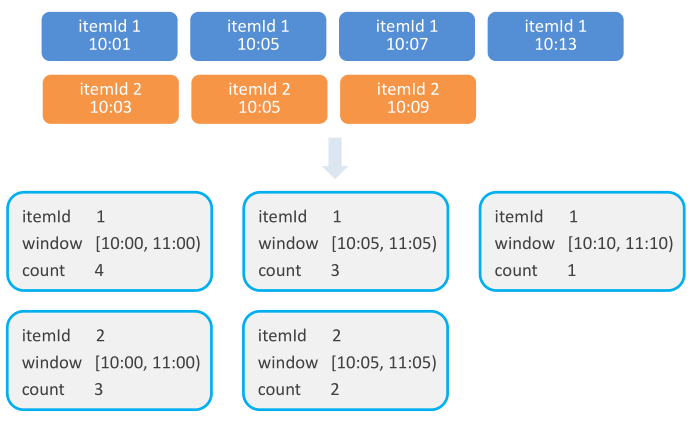 itemId 1
10:01
itemId 1
10:05
itemId 1
10:07
itemId 1
10:13
itemId 2
10:03
itemId 2
10:05
itemId 2
10:09
itemId 1
window [10:00, 11:00)
count 4
itemId 1
window [10:05, 11:05)
count 3
itemId 1
window [10:10, 11:10)
count 1
itemId 2
window [10:00, 11:00)
count 3
itemId 2
window [10:05, 11:05)
count 2